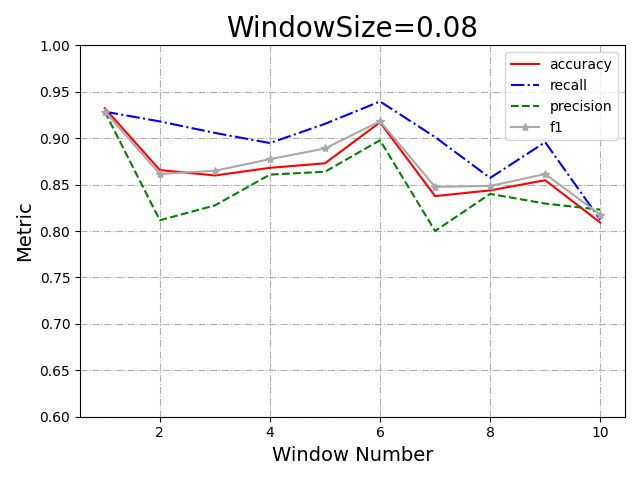 WindowSize=0.08
1.00
0.95
0.90
0.85
0.80
0.75
0.70
0.65
0.60
Metric
accuracy
recall
precision
f1
2
4
6
8
10
Window Number